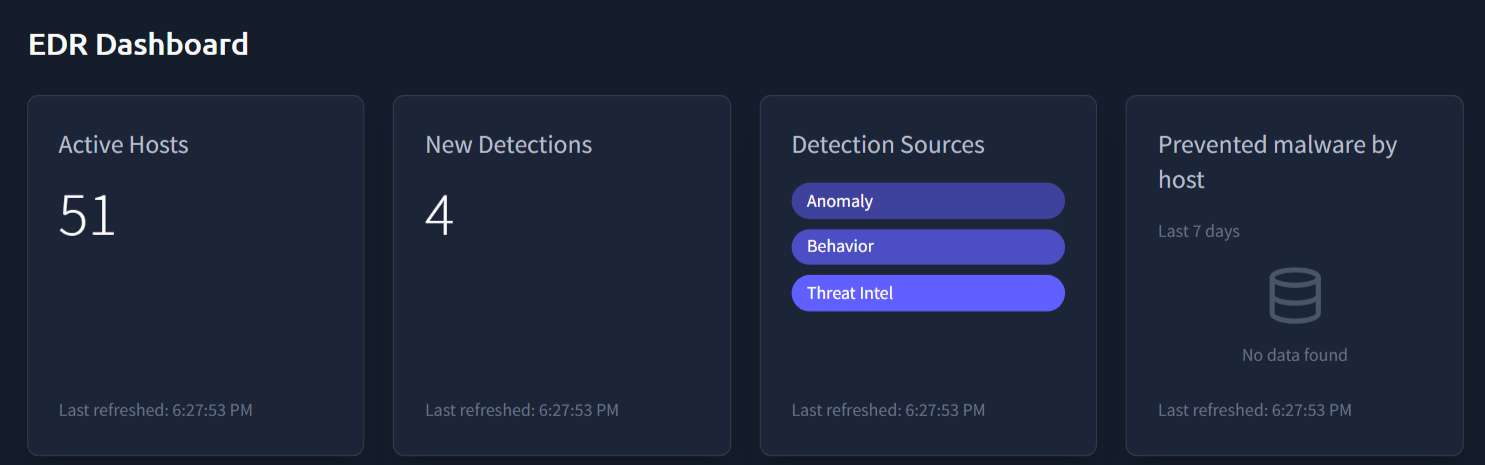 EDR Dashboard
Active Hosts
51
Last refreshed: 6:27:53 PM
New Detections
4
Last refreshed: 6:27:53 PM
Detection Sources
Anomaly
Behavior
Threat Intel
Last refreshed: 6:27:53 PM
Prevented malware by
host
Last 7 days
No data found
Last refreshed: 6:27:53 PM